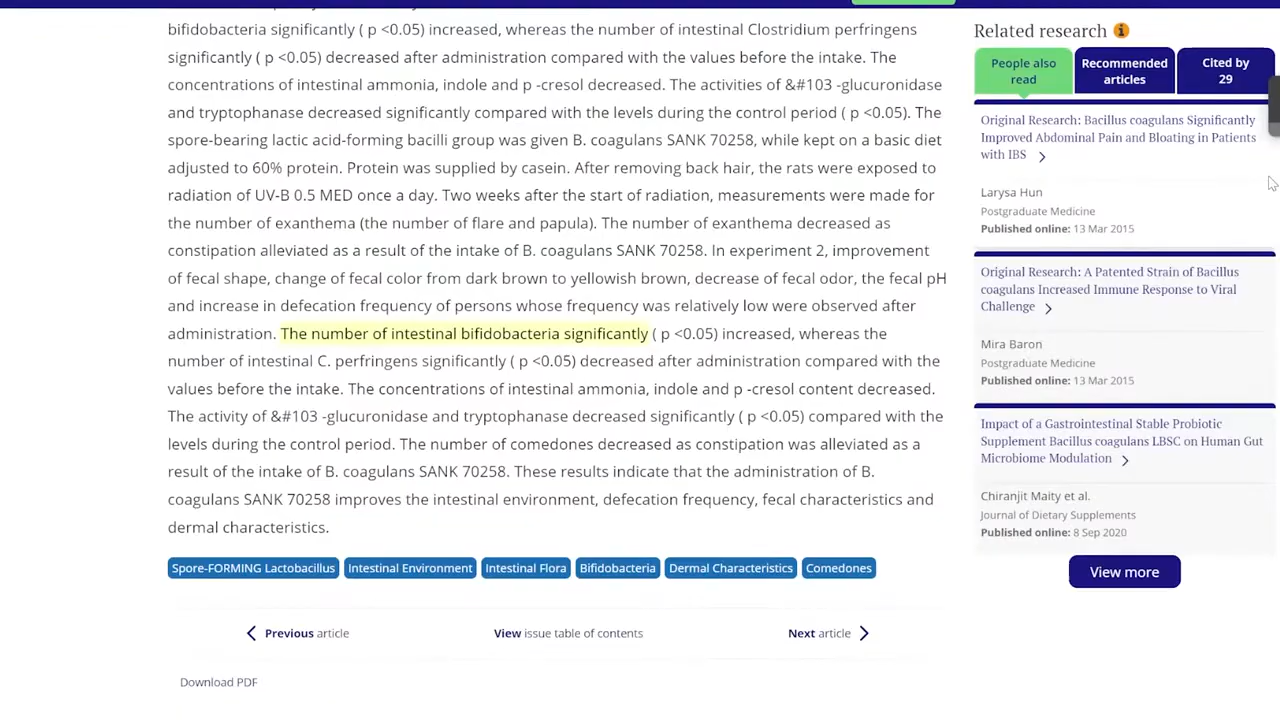 bifidobacteria significantly ( p <0.05) increased, whereas the number of intestinal Clostridium perfringens
significantly ( p <0.05) decreased after administration compared with the values before the intake. The
concentrations of intestinal ammonia, indole and p -cresol decreased. The activities of &#103 -glucuronidase
and tryptophanase decreased significantly compared with the levels during the control period ( p <0.05). The
spore-bearing lactic acid-forming bacilli group was given B. coagulans SANK 70258, while kept on a basic diet
adjusted to 60% protein. Protein was supplied by casein. After removing back hair, the rats were exposed to
radiation of UV-B 0.5 MED once a day. Two weeks after the start of radiation, measurements were made for
the number of exanthema (the number of flare and papula). The number of exanthema decreased as
constipation alleviated as a result of the intake of B. coagulans SANK 70258. In experiment 2, improvement
of fecal shape, change of fecal color from dark brown to yellowish brown, decrease of fecal odor, the fecal pH
and increase in defecation frequency of persons whose frequency was relatively low were observed after
administration. The number of intestinal bifidobacteria significantly ( p <0.05) increased, whereas the
number of intestinal C. perfringens significantly ( p <0.05) decreased after administration compared with the
values before the intake. The concentrations of intestinal ammonia, indole and p -cresol content decreased.
The activity of &#103 -glucuronidase and tryptophanase decreased significantly ( p <0.05) compared with the
levels during the control period. The number of comedones decreased as constipation was alleviated as a
result of the intake of B. coagulans SANK 70258. These results indicate that the administration of B.
coagulans SANK 70258 improves the intestinal environment, defecation frequency, fecal characteristics and
dermal characteristics.
Spore-FORMING Lactobacillus Intestinal Environment Intestinal Flora Bifidobacteria Dermal Characteristics Comedones
Previous article View issue table of contents Next article
Download PDF
Related research i
People also
read
Recommended
articles
Cited by
29
Original Research: Bacillus coagulans Significantly
Improved Abdominal Pain and Bloating in Patients
with IBS
Larysa Hun
Postgraduate Medicine
Published online: 13 Mar 2015
Original Research: A Patented Strain of Bacillus
coagulans Increased Immune Response to Viral
Challenge
Mira Baron
Postgraduate Medicine
Published online: 13 Mar 2015
Impact of a Gastrointestinal Stable Probiotic
Supplement Bacillus coagulans LBSC on Human Gut
Microbiome Modulation
Chiranjit Maity et al.
Journal of Dietary Supplements
Published online: 8 Sep 2020
View more